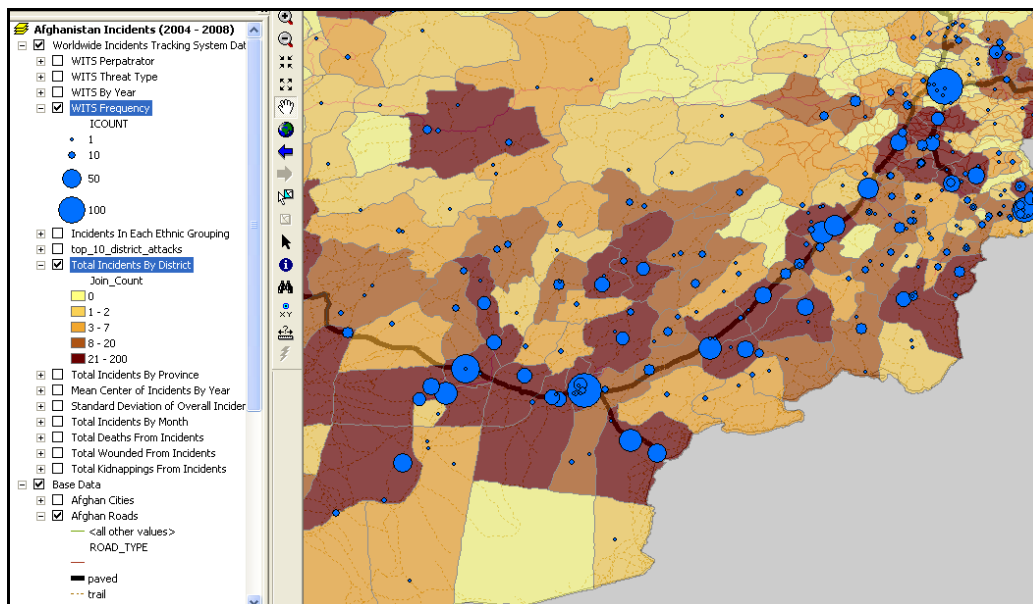 Afghanistan Incidents (2004 - 2008)
Worldwide Incidents Tracking System Dat
WITS Perpatrator
WITS Threat Type
WITS By Year
WITS Frequency
ICOUNT
1
10
50
100
Incidents In Each Ethnic Grouping
top_10_district_attacks
Total Incidents By District
Join_Count
0
1 - 2
3 - 7
8 - 20
21 - 200
Total Incidents By Province
Mean Center of Incidents By Year
Standard Deviation of Overall Incider
Total Incidents By Month
Total Deaths From Incidents
Total Wounded From Incidents
Total Kidnappings From Incidents
Base Data
Afghan Cities
Afghan Roads
<all other values>
ROAD_TYPE
paved
trail
XY